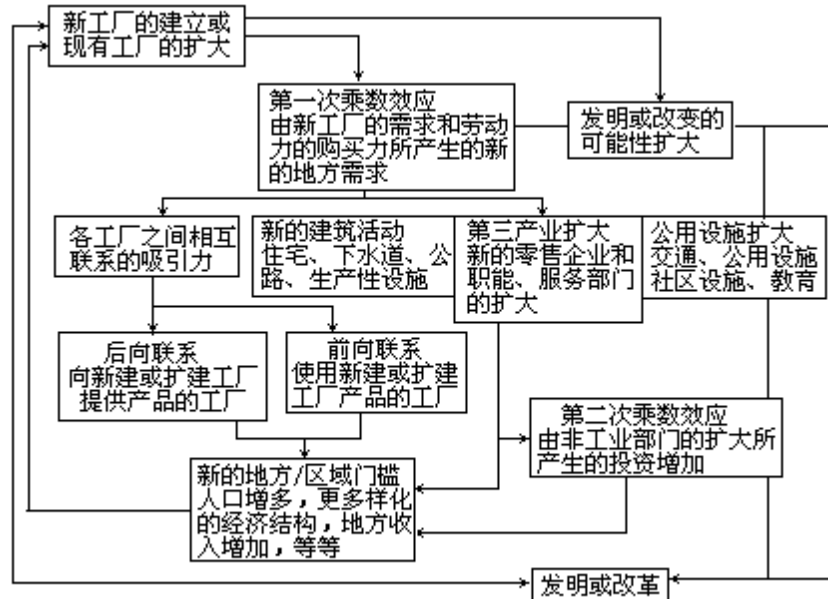 新工厂的建立或
现有工厂的扩大
第一次乘数效应
由新工厂的需求和劳动
力的购买力所产生的新
的地方需求
发明或改变的
可能性扩大
各工厂之间相互
联系的吸引力
新的建筑活动
住宅、下水道、公
路、生产性设施
第三产业扩大
新的零售企业和
职能、服务部门
的扩大
公用设施扩大
交通、公用设施
社区设施、教育
后向联系
向新建或扩建工厂
提供产品的工厂
前向联系
使用新建或扩建
工厂产品的工厂
第二次乘数效应
由非工业部门的扩大所
产生的投资增加
新的地方/区域门槛
人口增多，更多样化
的经济结构，地方收
入增加，等等
发明或改革